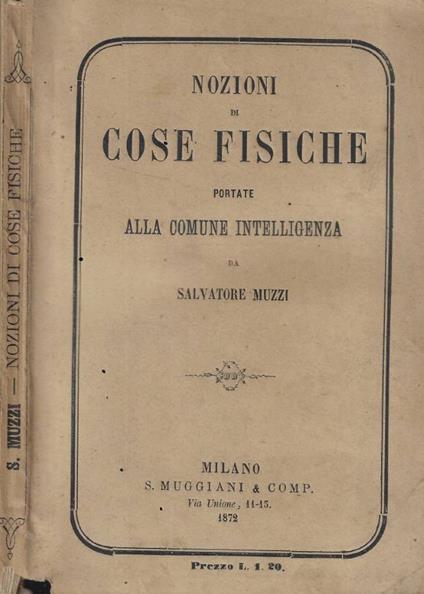 S. MUZZI — NOZIONI DI COSE FISICHE
NOZIONI
DI
COSE FISICHE
PORTATE
ALLA COMUNE INTELLIGENZA
DA
SALVATORE MUZZI
MILANO
S. MUGGIANI & COMP.
Via Unione, 11-13.
1872
Prezzo L. 1. 20.